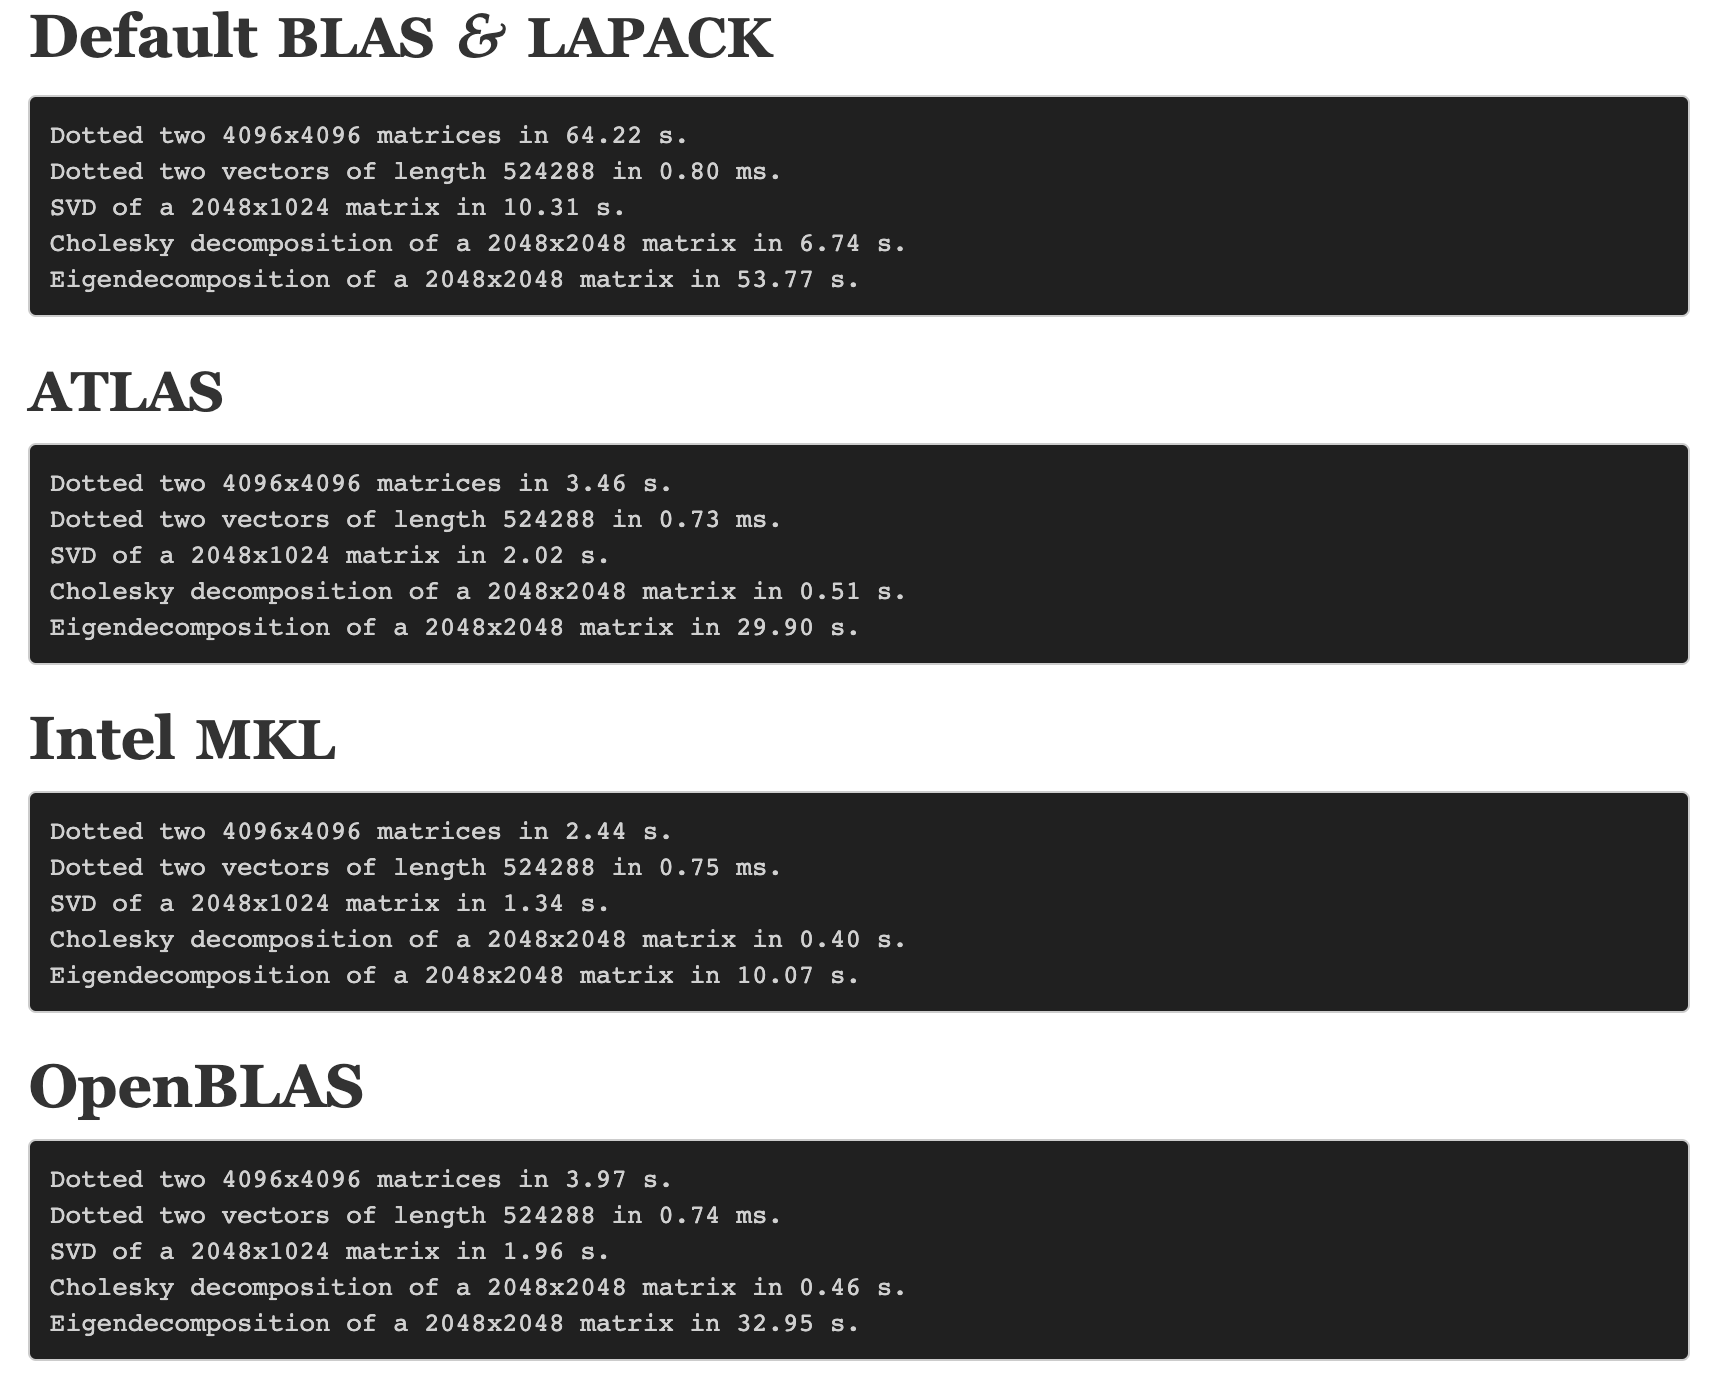 Default BLAS & LAPACK
Dotted two 4096x4096 matrices in 64.22 s.
Dotted two vectors of length 524288 in 0.80 ms.
SVD of a 2048x1024 matrix in 10.31 s.
Cholesky decomposition of a 2048x2048 matrix in 6.74 s.
Eigendecomposition of a 2048x2048 matrix in 53.77 s.
ATLAS
Dotted two 4096x4096 matrices in 3.46 s.
Dotted two vectors of length 524288 in 0.73 ms.
SVD of a 2048x1024 matrix in 2.02 s.
Cholesky decomposition of a 2048x2048 matrix in 0.51 s.
Eigendecomposition of a 2048x2048 matrix in 29.90 s.
Intel MKL
Dotted two 4096x4096 matrices in 2.44 s.
Dotted two vectors of length 524288 in 0.75 ms.
SVD of a 2048x1024 matrix in 1.34 s.
Cholesky decomposition of a 2048x2048 matrix in 0.40 s.
Eigendecomposition of a 2048x2048 matrix in 10.07 s.
OpenBLAS
Dotted two 4096x4096 matrices in 3.97 s.
Dotted two vectors of length 524288 in 0.74 ms.
SVD of a 2048x1024 matrix in 1.96 s.
Cholesky decomposition of a 2048x2048 matrix in 0.46 s.
Eigendecomposition of a 2048x2048 matrix in 32.95 s.